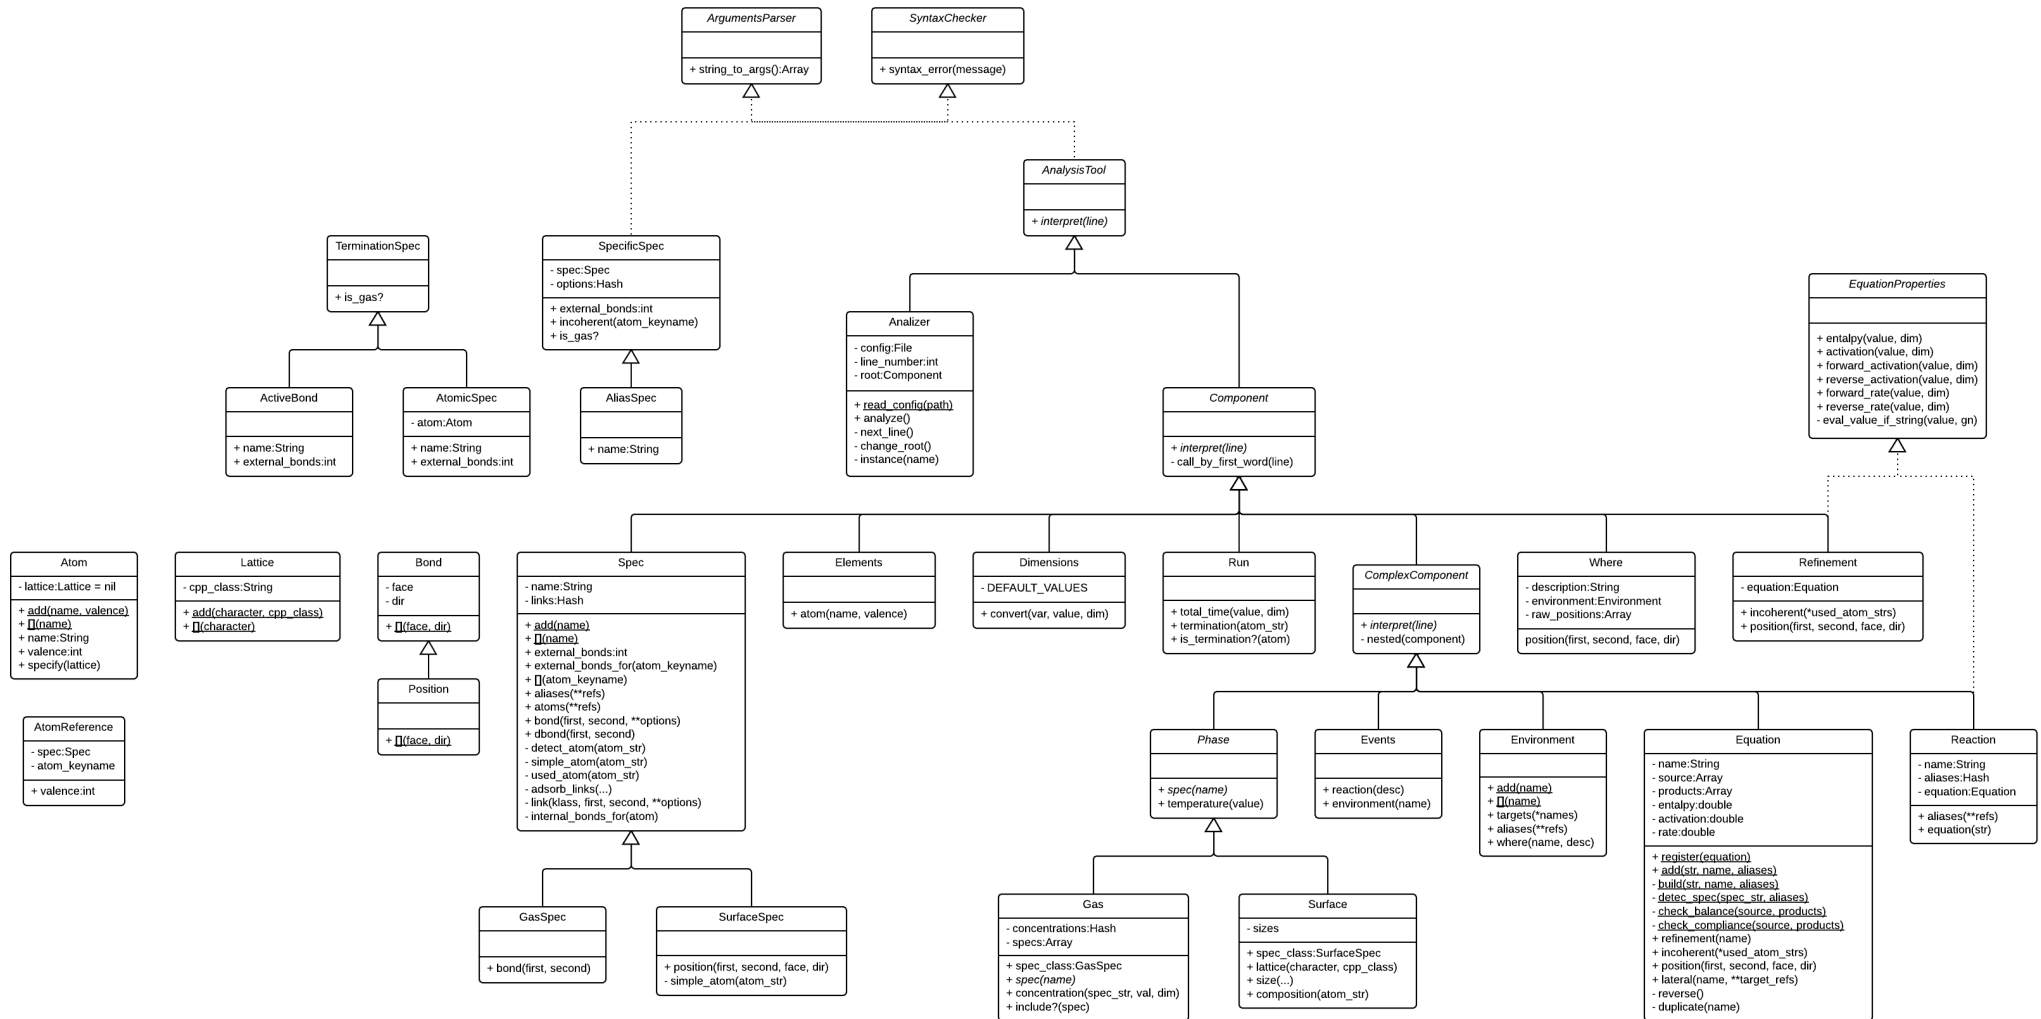 ArgumentsParser
+ string_to_args():Array
SyntaxChecker
+ syntax_error(message)
AnalysisTool
+ interpret(line)
TerminationSpec
+ is_gas?
SpecificSpec
- spec:Spec
- options:Hash
+ external_bonds:int
+ incoherent(atom_keyname)
+ is_gas?
EquationProperties
+ entalpy(value, dim)
+ activation(value, dim)
+ forward_activation(value, dim)
+ reverse_activation(value, dim)
+ forward_rate(value, dim)
+ reverse_rate(value, dim)
- eval_value_if_string(value, gn)
Analizer
- config:File
- line_number:int
- root:Component
+ read_config(path)
+ analyze()
- next_line()
- change_root()
- instance(name)
ActiveBond
+ name:String
+ external_bonds:int
AtomicSpec
- atom:Atom
+ name:String
+ external_bonds:int
AliasSpec
+ name:String
Component
+ interpret(line)
- call_by_first_word(line)
Atom
- lattice:Lattice = nil
+ add(name, valence)
+ [](name)
+ name:String
+ valence:int
+ specify(lattice)
Lattice
- cpp_class:String
+ add(character, cpp_class)
+ [](character)
Bond
- face
- dir
+ [](face, dir)
Spec
- name:String
- links:Hash
+ add(name)
+ [](name)
+ external_bonds:int
+ external_bonds_for(atom_keyname)
+ [](atom_keyname)
+ aliases(**refs)
+ atoms(**refs)
+ bond(first, second, **options)
+ dbond(first, second)
- detect_atom(atom_str)
- simple_atom(atom_str)
- used_atom(atom_str)
- adsorb_links(...)
- link(klass, first, second, **options)
- internal_bonds_for(atom)
Elements
+ atom(name, valence)
Dimensions
- DEFAULT_VALUES
+ convert(var, value, dim)
Run
+ total_time(value, dim)
+ termination(atom_str)
+ is_termination?(atom)
ComplexComponent
+ interpret(line)
- nested(component)
Where
- description:String
- environment:Environment
- raw_positions:Array
position(first, second, face, dir)
Refinement
- equation:Equation
+ incoherent(*used_atom_strs)
+ position(first, second, face, dir)
Position
+ [](face, dir)
AtomReference
- spec:Spec
- atom_keyname
+ valence:int
Phase
+ spec(name)
+ temperature(value)
Events
+ reaction(desc)
+ environment(name)
Environment
+ add(name)
+ [](name)
+ targets(*names)
+ aliases(**refs)
+ where(name, desc)
Equation
- name:String
- source:Array
- products:Array
- entalpy:double
- activation:double
- rate:double
+ register(equation)
+ add(str, name, aliases)
- build(str, name, aliases)
- detec_spec(spec_str, aliases)
- check_balance(source, products)
- check_compliance(source, products)
+ refinement(name)
+ incoherent(*used_atom_strs)
+ position(first, second, face, dir)
+ lateral(name, **target_refs)
- reverse()
- duplicate(name)
Reaction
- name:String
- aliases:Hash
- equation:Equation
+ aliases(**refs)
+ equation(str)
GasSpec
+ bond(first, second)
SurfaceSpec
+ position(first, second, face, dir)
- simple_atom(atom_str)
Gas
- concentrations:Hash
- specs:Array
+ spec_class:GasSpec
+ spec(name)
+ concentration(spec_str, val, dim)
+ include?(spec)
Surface
- sizes
+ spec_class:SurfaceSpec
+ lattice(character, cpp_class)
+ size(...)
+ composition(atom_str)